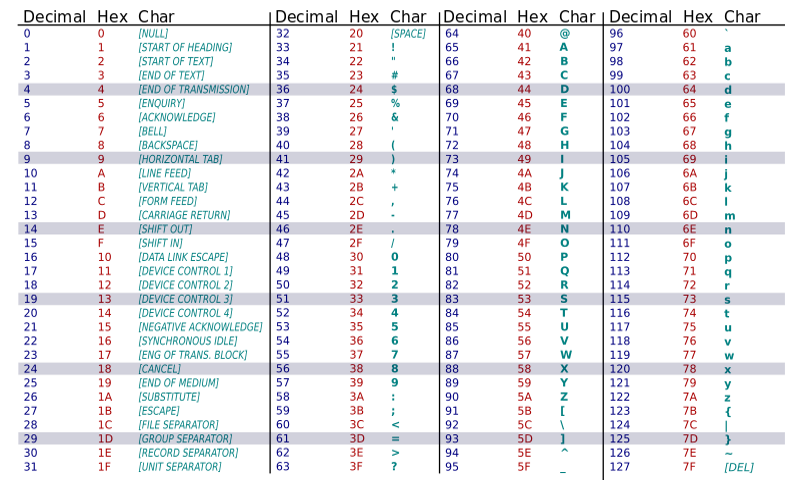 Decimal Hex Char Decimal Hex Char Decimal Hex Char Decimal Hex Char
0 0 [NULL] 32 20 [SPACE] 64 40 @ 96 60 `
1 1 [START OF HEADING] 33 21 ! 65 41 A 97 61 a
2 2 [START OF TEXT] 34 22 " 66 42 B 98 62 b
3 3 [END OF TEXT] 35 23 # 67 43 C 99 63 c
4 4 [END OF TRANSMISSION] 36 24 $ 68 44 D 100 64 d
5 5 [ENQUIRY] 37 25 % 69 45 E 101 65 e
6 6 [ACKNOWLEDGE] 38 26 & 70 46 F 102 66 f
7 7 [BELL] 39 27 ' 71 47 G 103 67 g
8 8 [BACKSPACE] 40 28 ( 72 48 H 104 68 h
9 9 [HORIZONTAL TAB] 41 29 ) 73 49 I 105 69 i
10 A [LINE FEED] 42 2A * 74 4A J 106 6A j
11 B [VERTICAL TAB] 43 2B + 75 4B K 107 6B k
12 C [FORM FEED] 44 2C , 76 4C L 108 6C l
13 D [CARRIAGE RETURN] 45 2D - 77 4D M 109 6D m
14 E [SHIFT OUT] 46 2E . 78 4E N 110 6E n
15 F [SHIFT IN] 47 2F / 79 4F O 111 6F o
16 10 [DATA LINK ESCAPE] 48 30 0 80 50 P 112 70 p
17 11 [DEVICE CONTROL 1] 49 31 1 81 51 Q 113 71 q
18 12 [DEVICE CONTROL 2] 50 32 2 82 52 R 114 72 r
19 13 [DEVICE CONTROL 3] 51 33 3 83 53 S 115 73 s
20 14 [DEVICE CONTROL 4] 52 34 4 84 54 T 116 74 t
21 15 [NEGATIVE ACKNOWLEDGE] 53 35 5 85 55 U 117 75 u
22 16 [SYNCHRONOUS IDLE] 54 36 6 86 56 V 118 76 v
23 17 [ENG OF TRANS. BLOCK] 55 37 7 87 57 W 119 77 w
24 18 [CANCEL] 56 38 8 88 58 X 120 78 x
25 19 [END OF MEDIUM] 57 39 9 89 59 Y 121 79 y
26 1A [SUBSTITUTE] 58 3A : 90 5A Z 122 7A z
27 1B [ESCAPE] 59 3B ; 91 5B [ 123 7B {
28 1C [FILE SEPARATOR] 60 3C < 92 5C \ 124 7C |
29 1D [GROUP SEPARATOR] 61 3D = 93 5D ] 125 7D }
30 1E [RECORD SEPARATOR] 62 3E > 94 5E ^ 126 7E ~
31 1F [UNIT SEPARATOR] 63 3F ? 95 5F _ 127 7F [DEL]